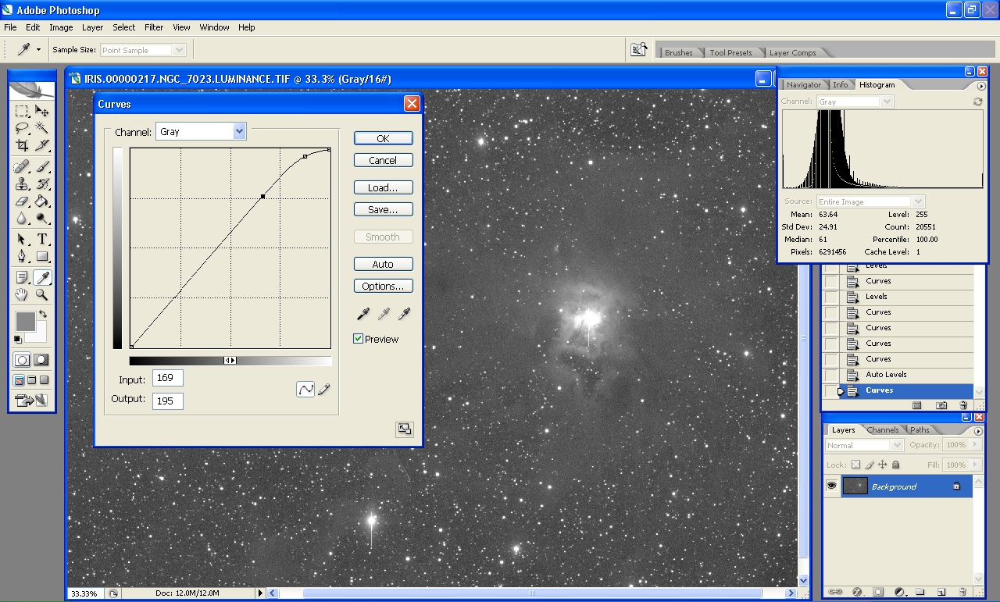 Adobe Photoshop
File Edit Image Layer Select Filter View Window Help
Sample Size: Point Sample
Brushes Tool Presets Layer Comps
IRIS.00000217.NGC_7023.LUMINANCE.TIF @ 33.3% (Gray/16#)
Curves
Channel: Gray
OK
Cancel
Load...
Save...
Smooth
Auto
Options...
Preview
Input: 169
Output: 195
T
33.33%
Doc: 12.0M/12.0M
Navigator Info Histogram
Channel: Gray
Source: Entire Image
Mean: 63.64 Level: 255
Std Dev: 24.91 Count: 20551
Median: 61 Percentile: 100.00
Pixels: 6291456 Cache Level: 1
Levels
Curves
Levels
Curves
Curves
Curves
Curves
Auto Levels
Curves
Layers Channels Paths
Normal Opacity: 100%
Lock: Fill: 100%
Background